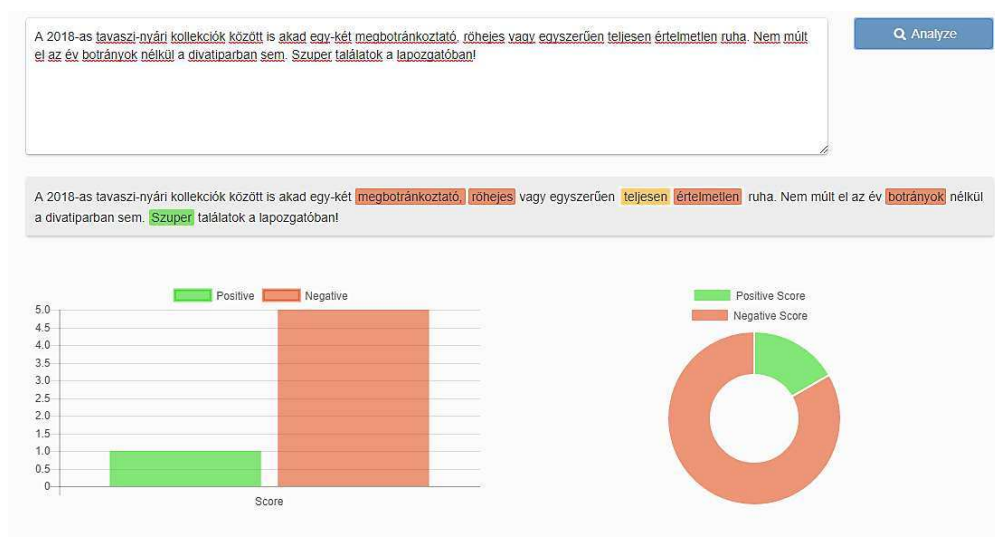 A 2018-as tavaszi-nyári kollekciók között is akad egy-két megbotránkoztató, röhejes vagy egyszerűen teljesen értelmetlen ruha. Nem múlt
el az év botrányok nélkül a divatiparban sem. Szuper találatok a lapozgatóban!
Analyze
A 2018-as tavaszi-nyári kollekciók között is akad egy-két megbotránkoztató, röhejes vagy egyszerűen teljesen értelmetlen ruha. Nem múlt el az év botrányok nélkül
a divatiparban sem. Szuper találatok a lapozgatóban!
Positive Negative
5.0
4.5
4.0
3.5
3.0
2.5
2.0
1.5
1.0
0.5
0
Score
Positive Score
Negative Score